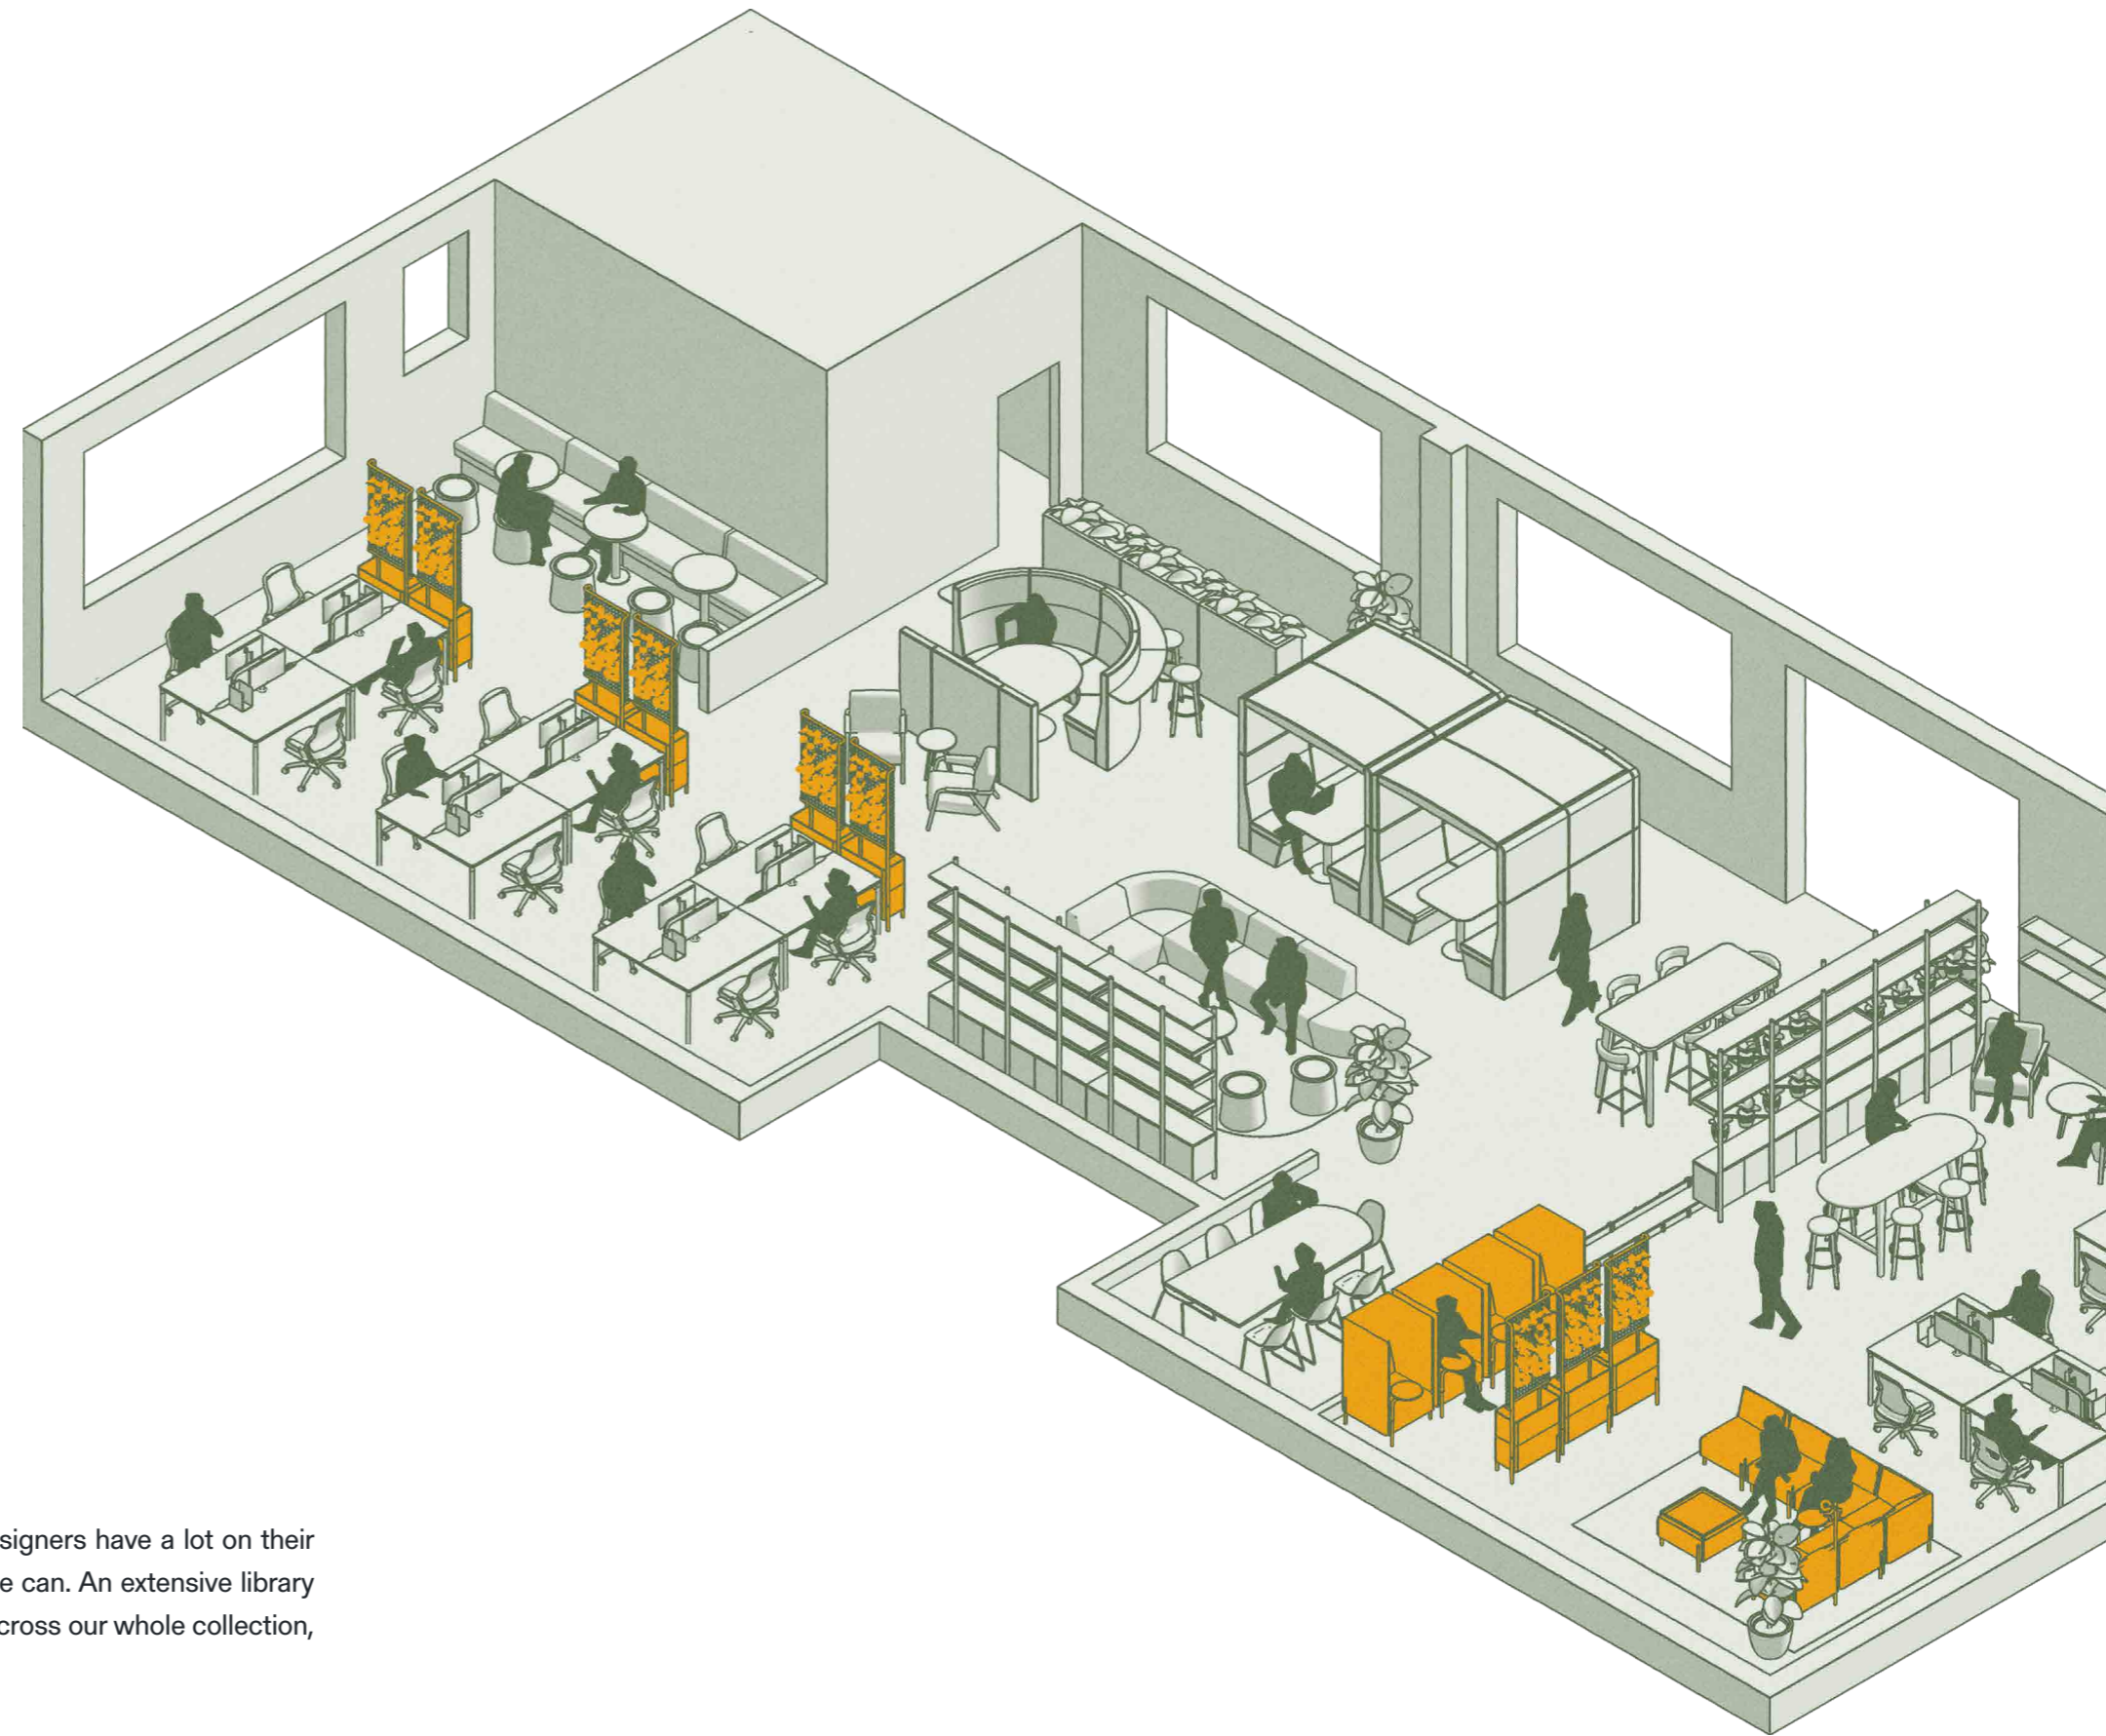 signers have a lot on their
e can. An extensive library
cross our whole collection,